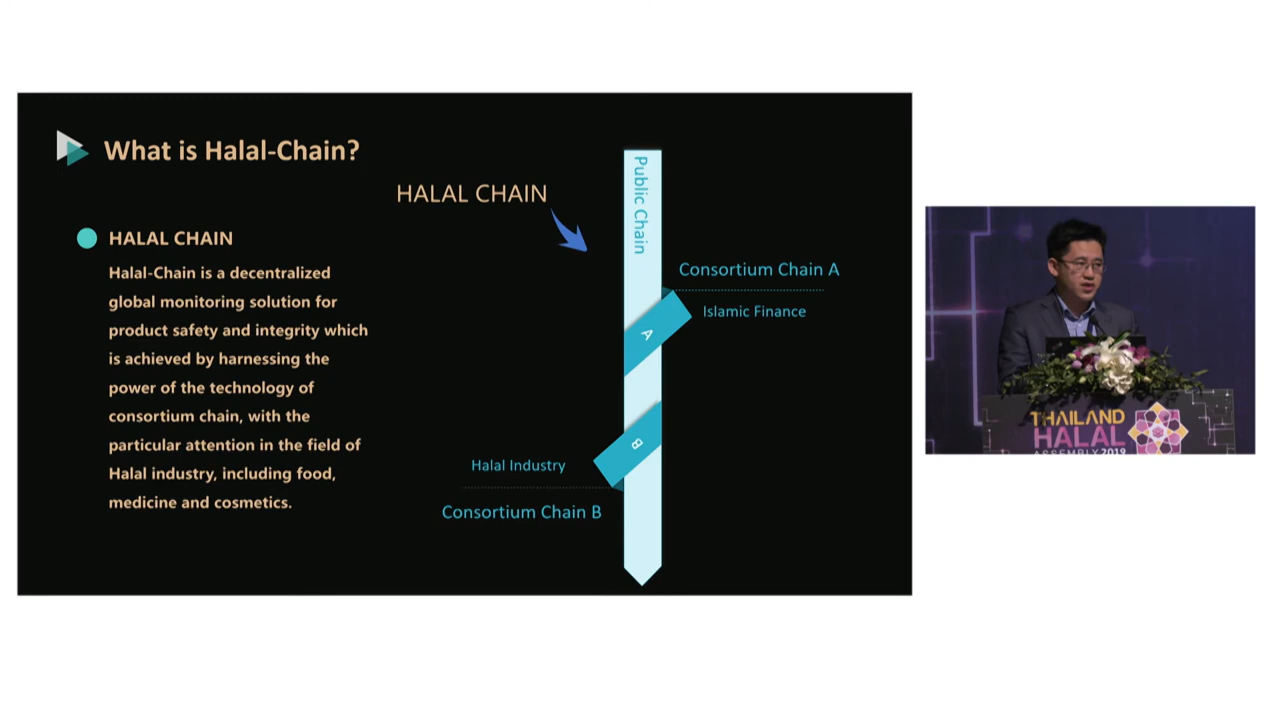 What is Halal-Chain?
HALAL CHAIN
HALAL CHAIN
Halal-Chain is a decentralized
global monitoring solution for
product safety and integrity which
is achieved by harnessing the
power of the technology of
consortium chain, with the
particular attention in the field of
Halal industry, including food,
medicine and cosmetics.
Public Chain
Consortium Chain A
Islamic Finance
A
B
Halal Industry
Consortium Chain B
THAILAND
HALAL
ASSEMBLY 2019